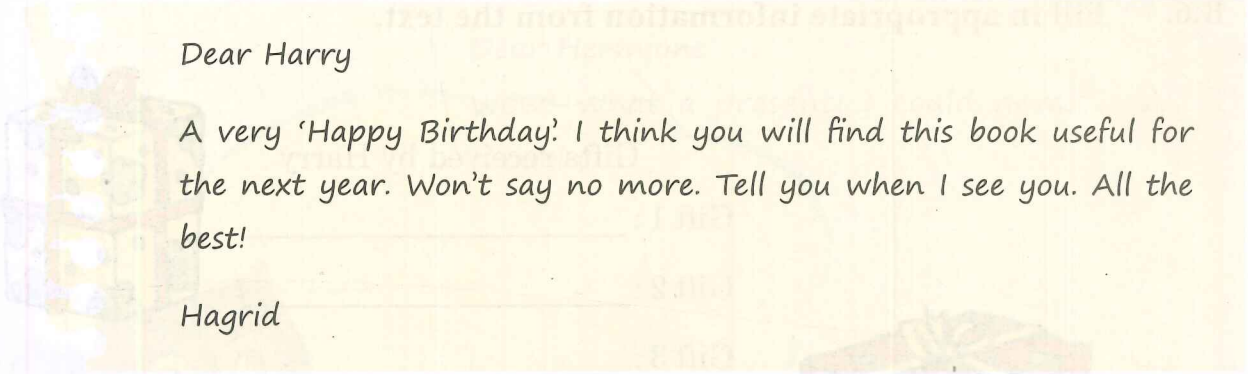 Dear Harry
A very ‘Happy Birthday’! I think you will find this book useful for
the next year. Won’t say no more. Tell you when I see you. All the
best!
Hagrid